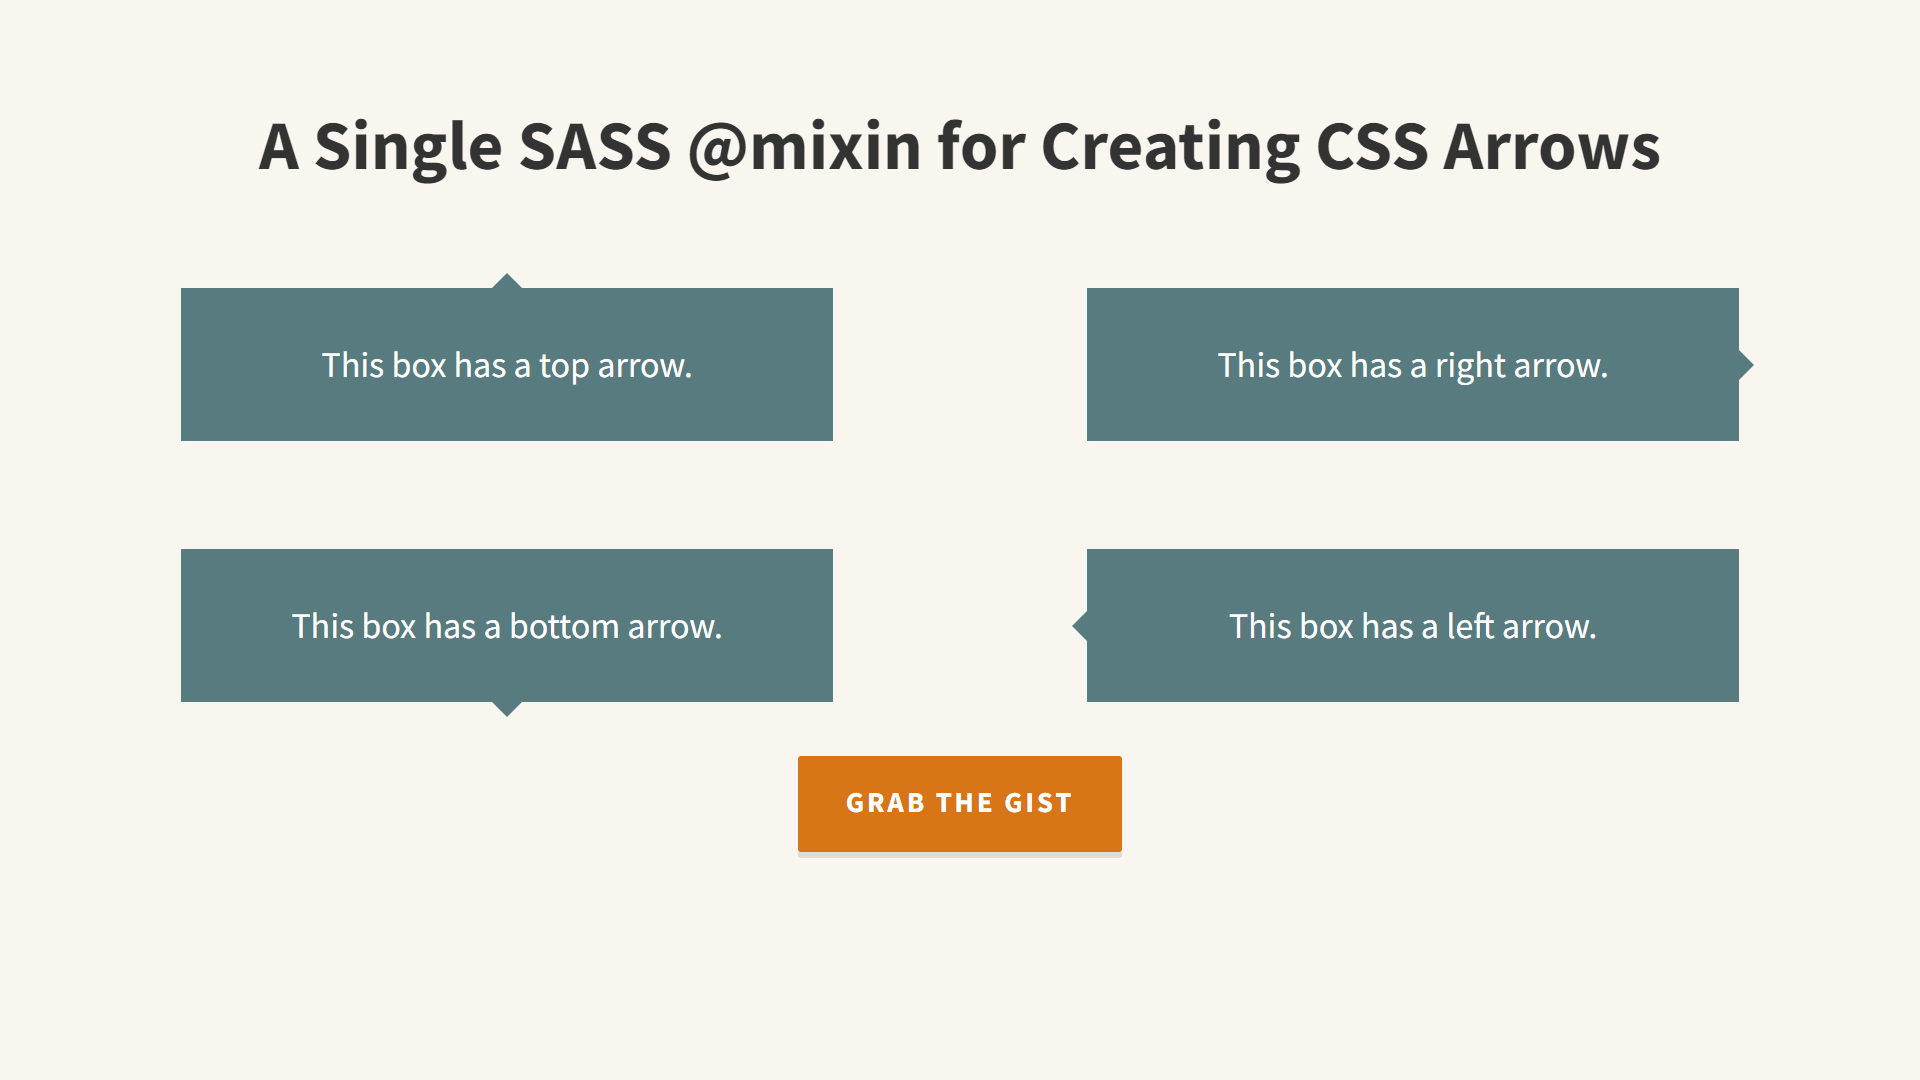 A Single SASS @mixin for Creating CSS Arrows
This box has a top arrow.
This box has a right arrow.
This box has a bottom arrow.
This box has a left arrow.
GRAB THE GIST